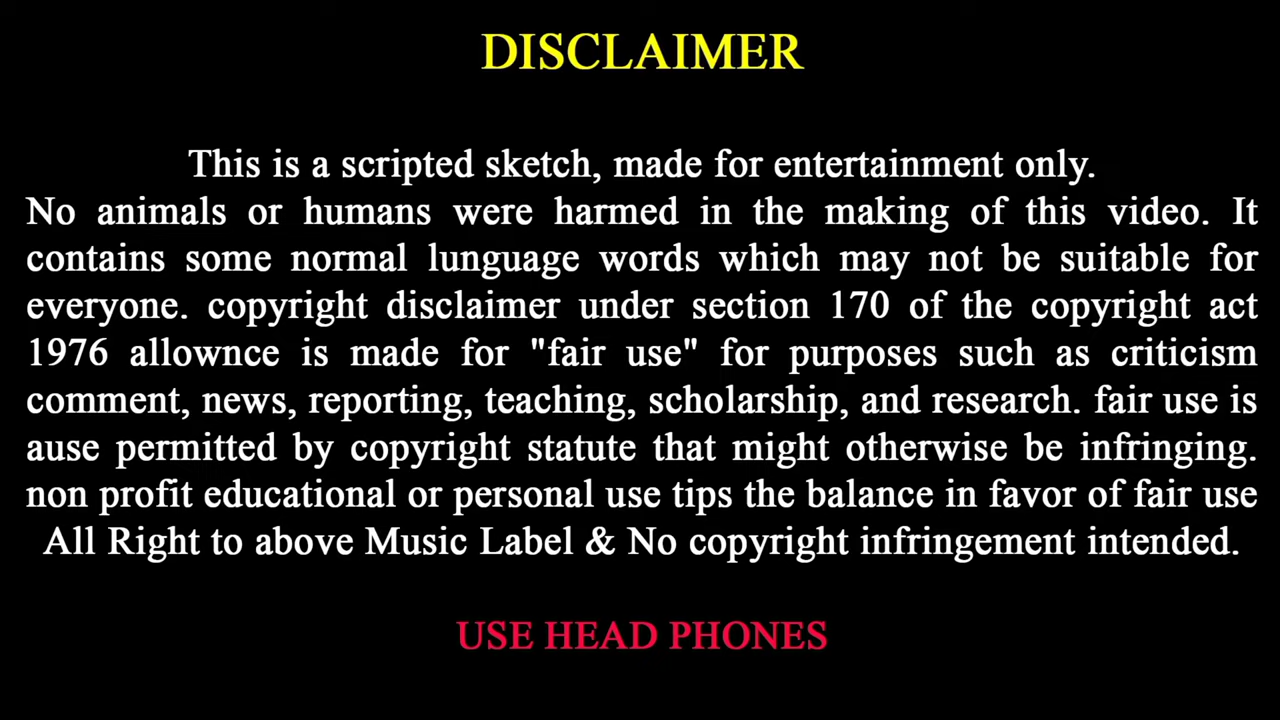 DISCLAIMER
This is a scripted sketch, made for entertainment only.
No animals or humans were harmed in the making of this video. It
contains some normal lunguage words which may not be suitable for
everyone. copyright disclaimer under section 170 of the copyright act
1976 allownce is made for "fair use" for purposes such as criticism
comment, news, reporting, teaching, scholarship, and research. fair use is
ause permitted by copyright statute that might otherwise be infringing.
non profit educational or personal use tips the balance in favor of fair use
All Right to above Music Label & No copyright infringement intended.
USE HEAD PHONES